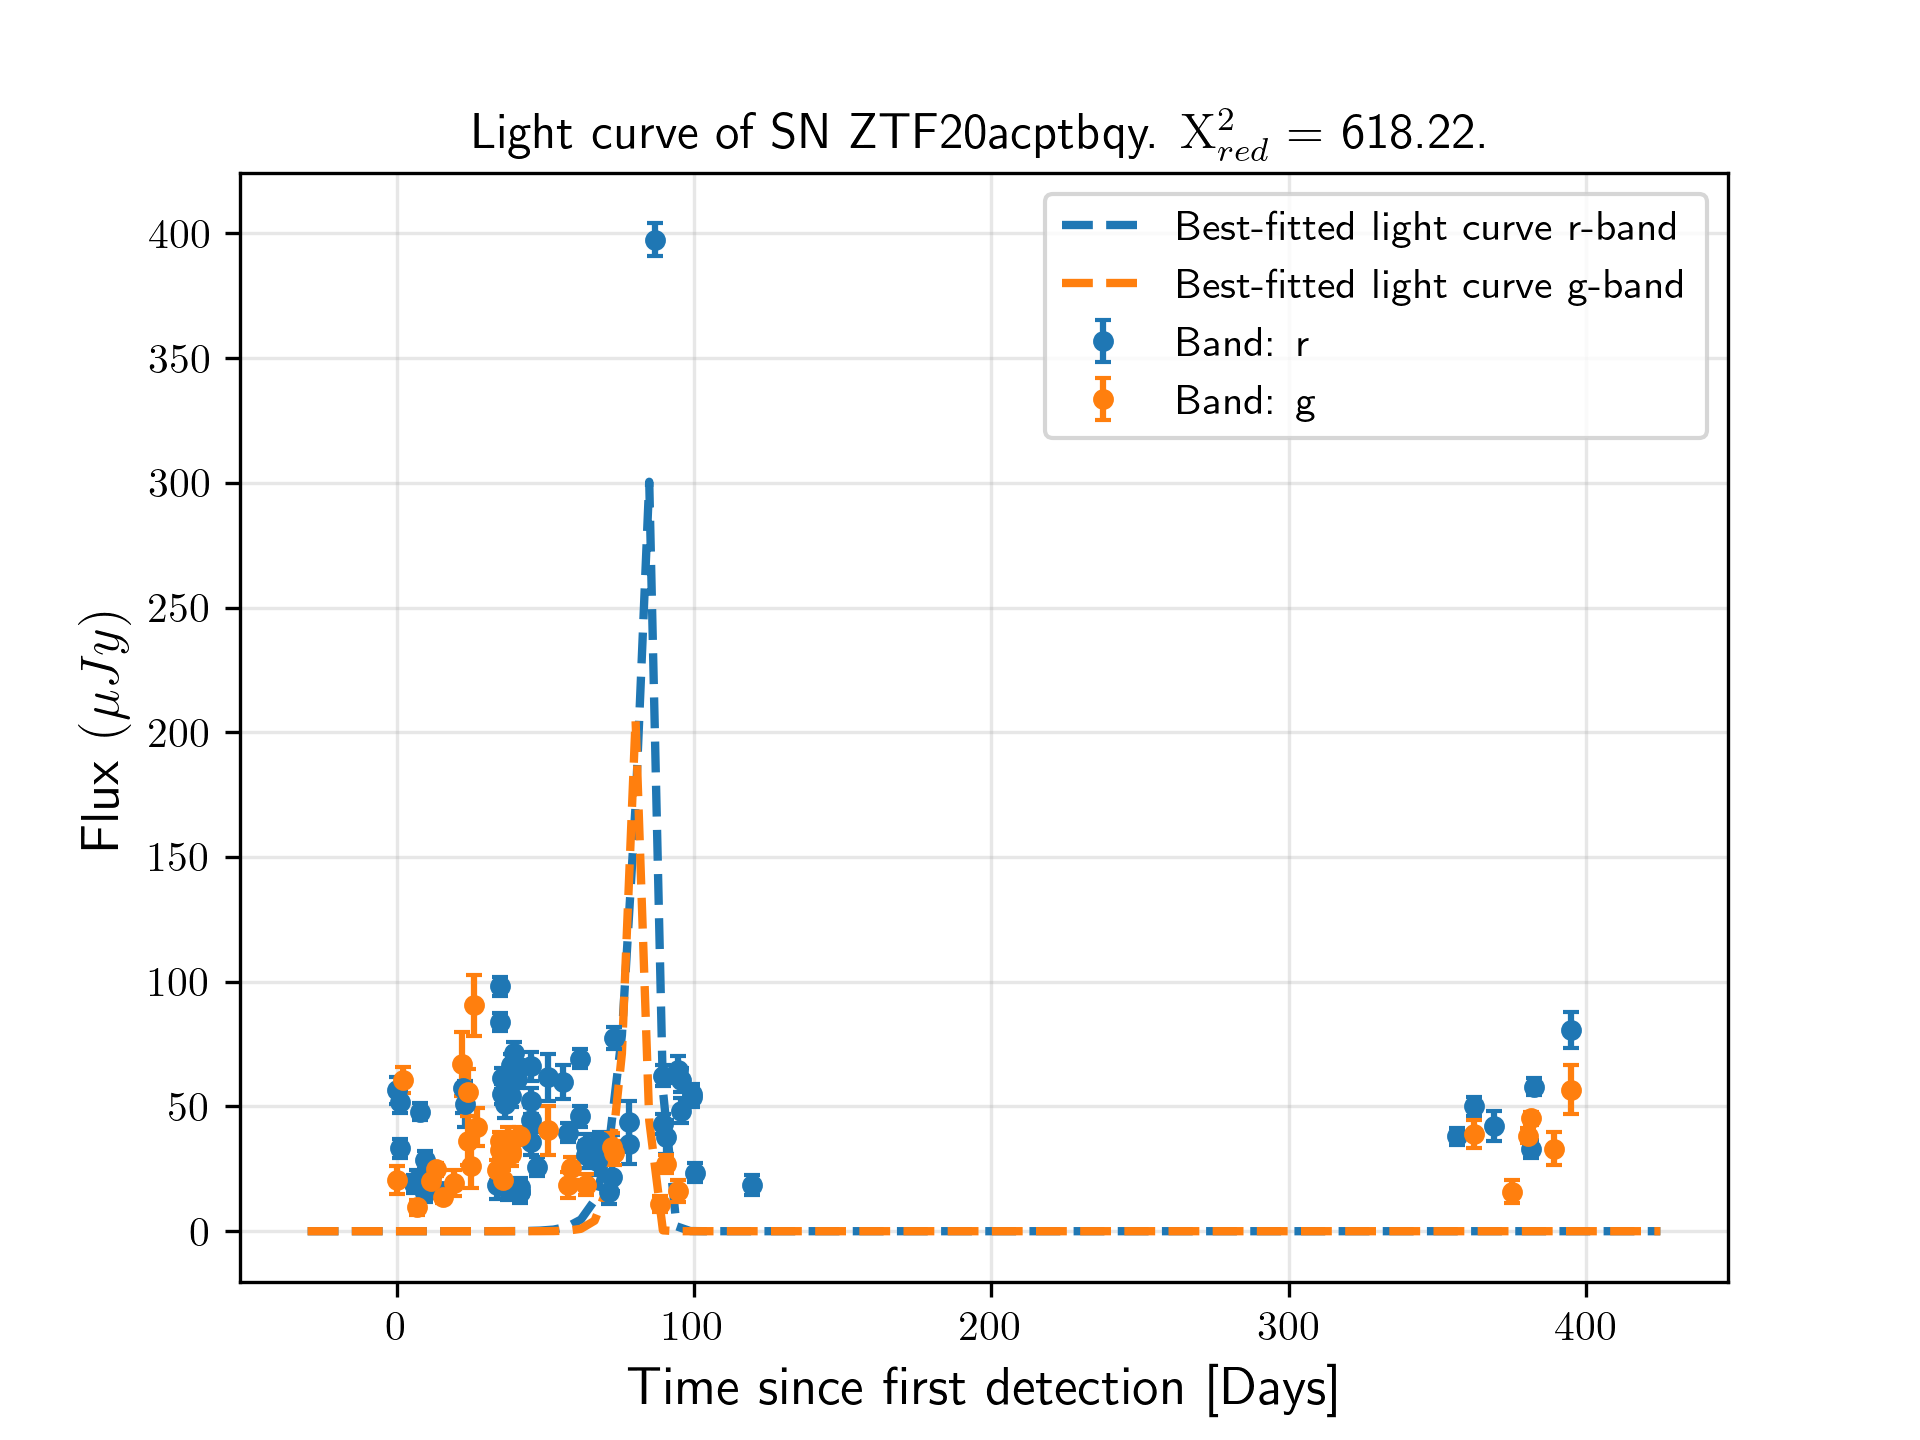 Light curve of SN ZTF20acptbqy. X²_red = 618.22.
Best-fitted light curve r-band
Best-fitted light curve g-band
Band: r
Band: g
400
350
300
250
200
150
100
50
0
Flux (μJy)
0 100 200 300 400
Time since first detection [Days]